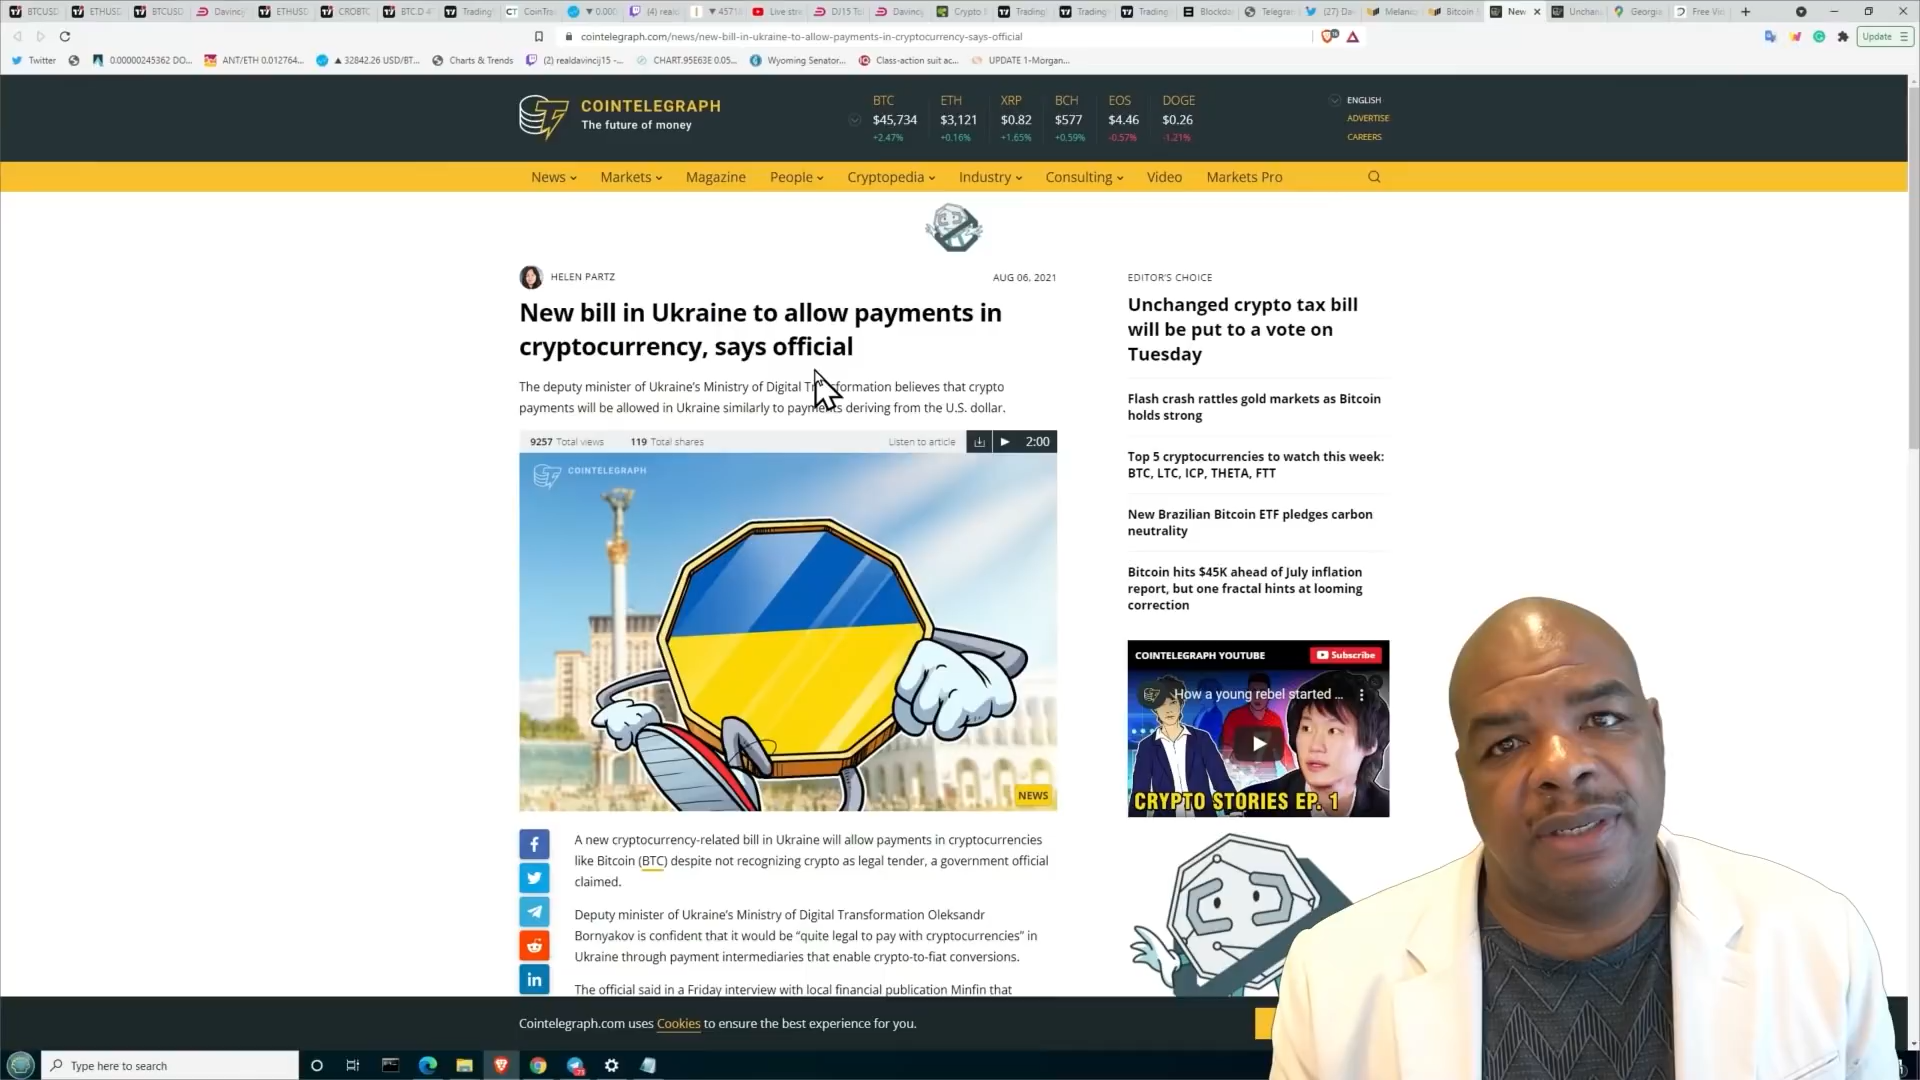 BTCUSD
ETHUSD
BTCUSD
Davinci
ETHUSD
CROBTC
BTC.D
Trading
CoinTra
(4) reald
Live stre
DJ15
Davinci
Crypto
Trading
Trading
Trading
Blockda
Telegra
(27) Da
Melani
Bitcoin
New
Unchan
Georgi
Free Vi
cointelegraph.com/news/new-bill-in-ukraine-to-allow-payments-in-cryptocurrency-says-official
Update
Twitter
0.00000245362 DO...
ANT/ETH 0.012764...
▲ 32842.26 USD/BT...
Charts & Trends
(2) realdavincij15 -...
CHART.95E63E 0.05...
Wyoming Senator...
Class-action suit ac...
UPDATE 1-Morgan...
COINTELEGRAPH
The future of money
BTC ETH XRP BCH EOS DOGE
$45,734 $3,121 $0.82 $577 $4.46 $0.26
+2.47% +0.16% +1.65% +0.59% -0.57% -1.21%
ENGLISH
ADVERTISE
CAREERS
News Markets Magazine People Cryptopedia Industry Consulting Video Markets Pro
HELEN PARTZ
AUG 06, 2021
New bill in Ukraine to allow payments in
cryptocurrency, says official
The deputy minister of Ukraine's Ministry of Digital Transformation believes that crypto
payments will be allowed in Ukraine similarly to payments deriving from the U.S. dollar.
9257 Total views 119 Total shares
Listen to article
2:00
COINTELEGRAPH
NEWS
A new cryptocurrency-related bill in Ukraine will allow payments in cryptocurrencies
like Bitcoin (BTC) despite not recognizing crypto as legal tender, a government official
claimed.
Deputy minister of Ukraine's Ministry of Digital Transformation Oleksandr
Bornyakov is confident that it would be “quite legal to pay with cryptocurrencies” in
Ukraine through payment intermediaries that enable crypto-to-fiat conversions.
The official said in a Friday interview with local financial publication Minfin that
EDITOR'S CHOICE
Unchanged crypto tax bill
will be put to a vote on
Tuesday
Flash crash rattles gold markets as Bitcoin
holds strong
Top 5 cryptocurrencies to watch this week:
BTC, LTC, ICP, THETA, FTT
New Brazilian Bitcoin ETF pledges carbon
neutrality
Bitcoin hits $45K ahead of July inflation
report, but one fractal hints at looming
correction
COINTELEGRAPH YOUTUBE
Subscribe
How a young rebel started ...
CRYPTO STORIES EP. 1
Cointelegraph.com uses Cookies to ensure the best experience for you.
Type here to search